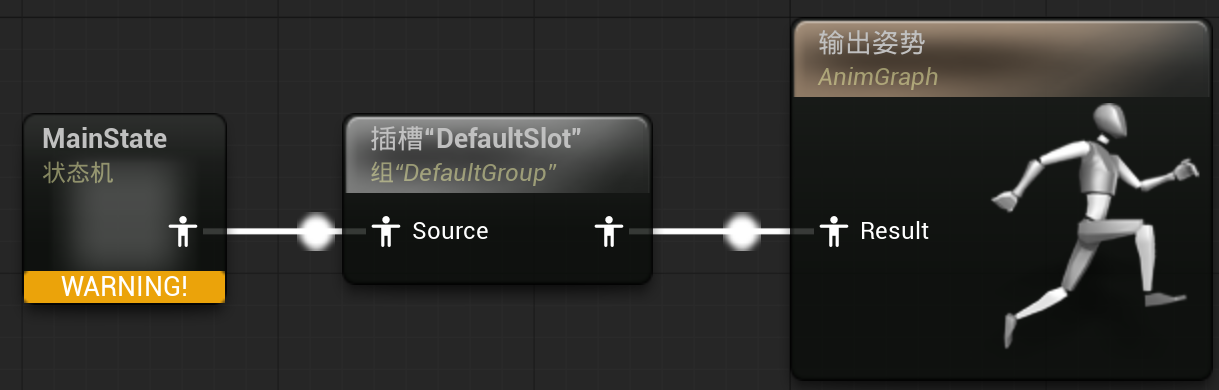 MainState
状态机
WARNING!
插槽“DefaultSlot”
组“DefaultGroup”
Source
输出姿势
AnimGraph
Result